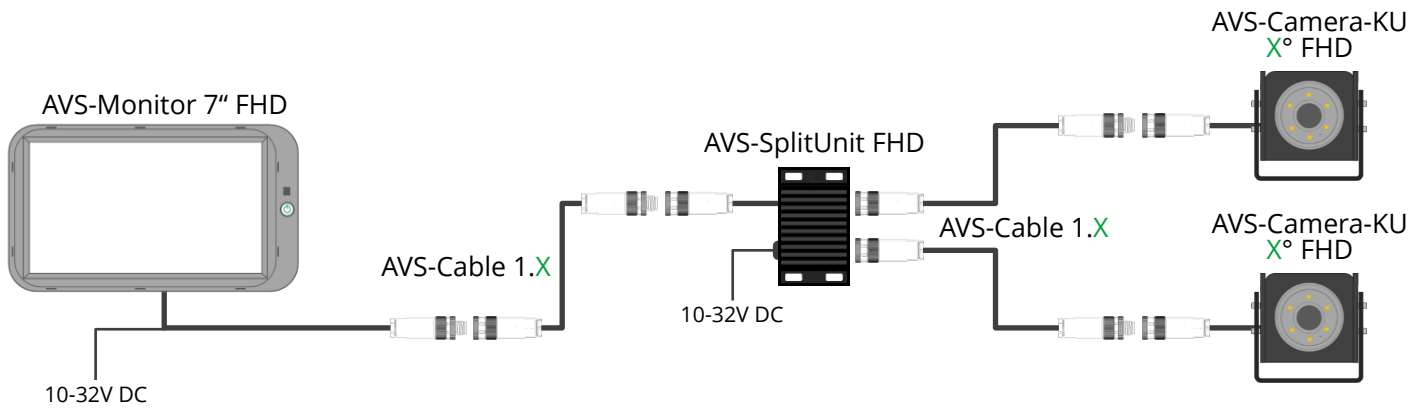 AVS-Camera-KU
X° FHD
AVS-Monitor 7“ FHD
AVS-SplitUnit FHD
AVS-Cable 1.X
AVS-Camera-KU
X° FHD
AVS-Cable 1.X
10-32V DC
10-32V DC